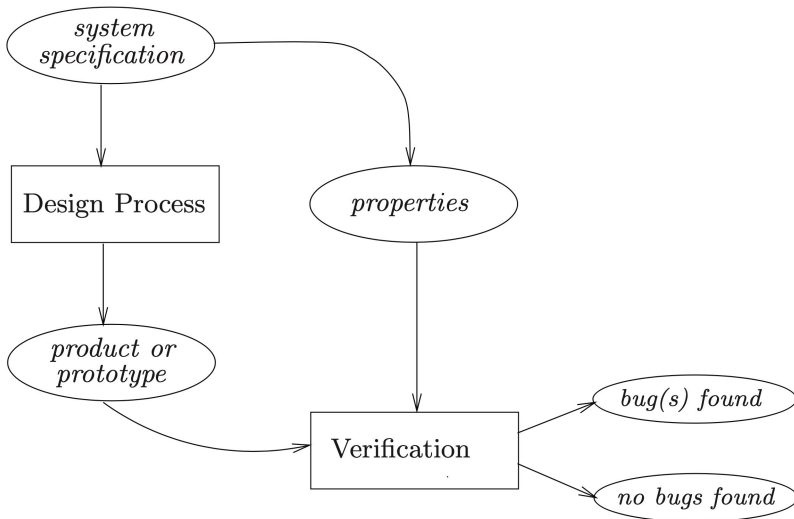 system
specification
Design Process
properties
product or
prototype
bug(s) found
Verification
no bugs found